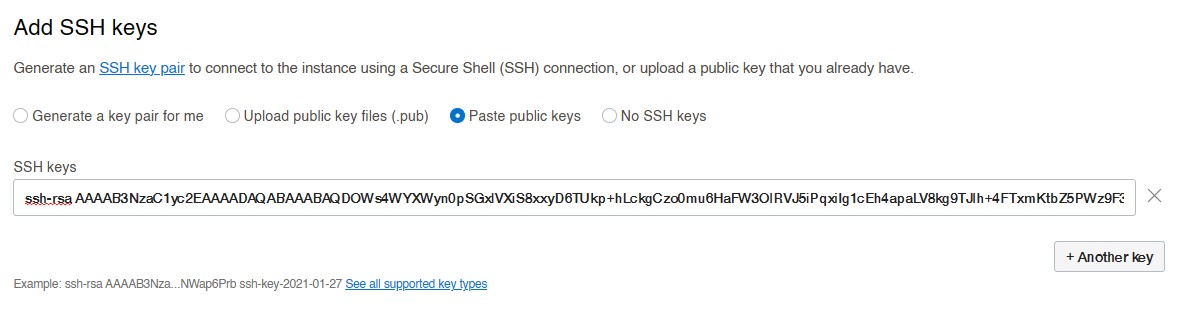 Add SSH keys
Generate an SSH key pair to connect to the instance using a Secure Shell (SSH) connection, or upload a public key that you already have.
Generate a key pair for me Upload public key files (.pub) Paste public keys No SSH keys
SSH keys
ssh-rsa AAAAB3NzaC1yc2EAAAADAQABAAABAQDOWs4WYXWyn0pSGxlVXiS8xxyD6TUkp+hLckgCzo0mu6HaFW3OlRVJ5iPqxilg1cEh4apaLV8kg9TJlh+4FTxmKtbZ5PWz9F3
+ Another key
Example: ssh-rsa AAAAB3Nza...NWap6Prb ssh-key-2021-01-27 See all supported key types